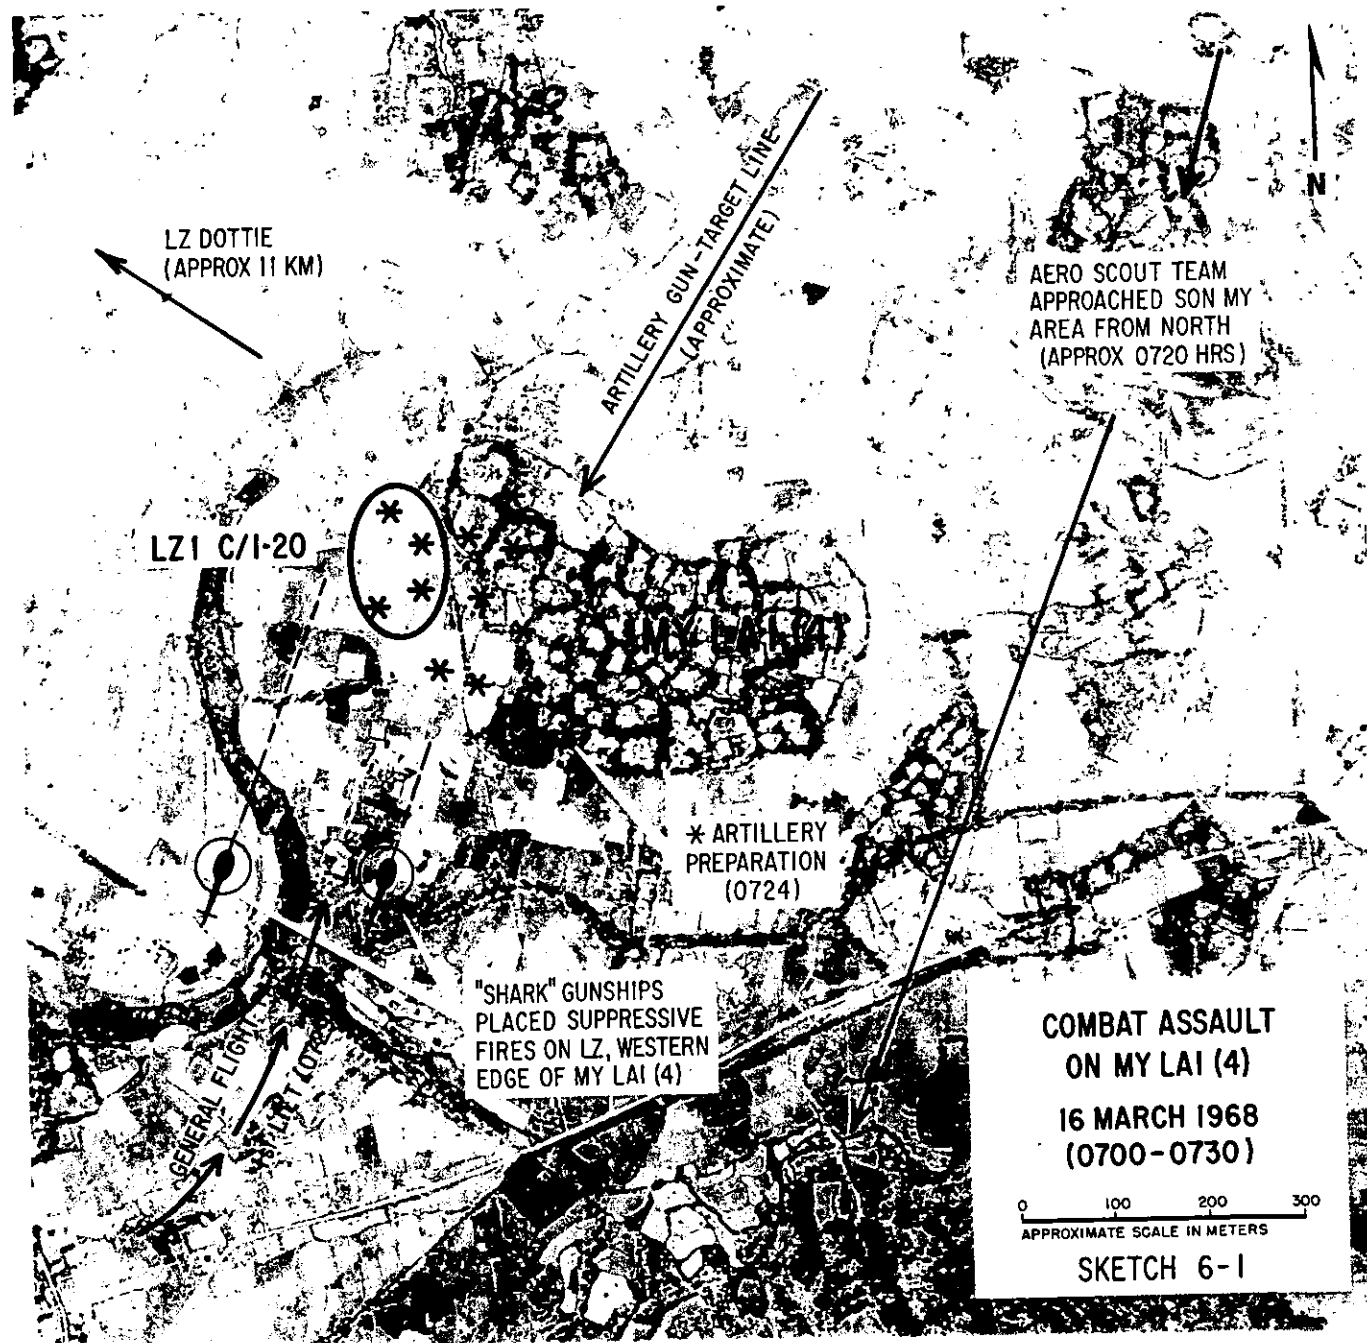 N
LZ DOTTIE
(APPROX 11 KM)
ARTILLERY GUN-TARGET LINE
(APPROXIMATE)
AERO SCOUT TEAM
APPROACHED SON MY
AREA FROM NORTH
(APPROX 0720 HRS)
LZ1 C/1-20
MY LAI (4)
* ARTILLERY
PREPARATION
(0724)
"SHARK" GUNSHIPS
PLACED SUPPRESSIVE
FIRES ON LZ, WESTERN
EDGE OF MY LAI (4)
GENERAL FLIGHT
1ST LIFT
COMBAT ASSAULT
ON MY LAI (4)
16 MARCH 1968
(0700-0730)
0 100 200 300
APPROXIMATE SCALE IN METERS
SKETCH 6-1